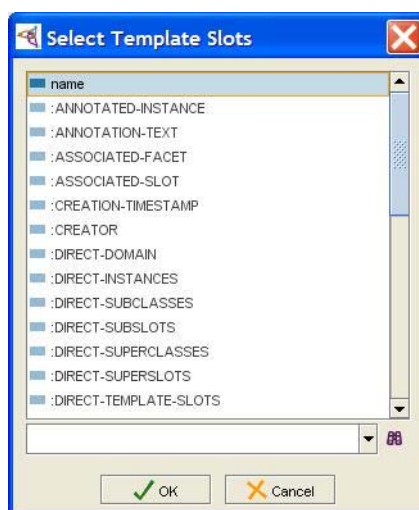 Select Template Slots
name
:ANNOTATED-INSTANCE
:ANNOTATION-TEXT
:ASSOCIATED-FACET
:ASSOCIATED-SLOT
:CREATION-TIMESTAMP
:CREATOR
:DIRECT-DOMAIN
:DIRECT-INSTANCES
:DIRECT-SUBCLASSES
:DIRECT-SUBSLOTS
:DIRECT-SUPERCLASSES
:DIRECT-SUPERSLOTS
:DIRECT-TEMPLATE-SLOTS
OK Cancel